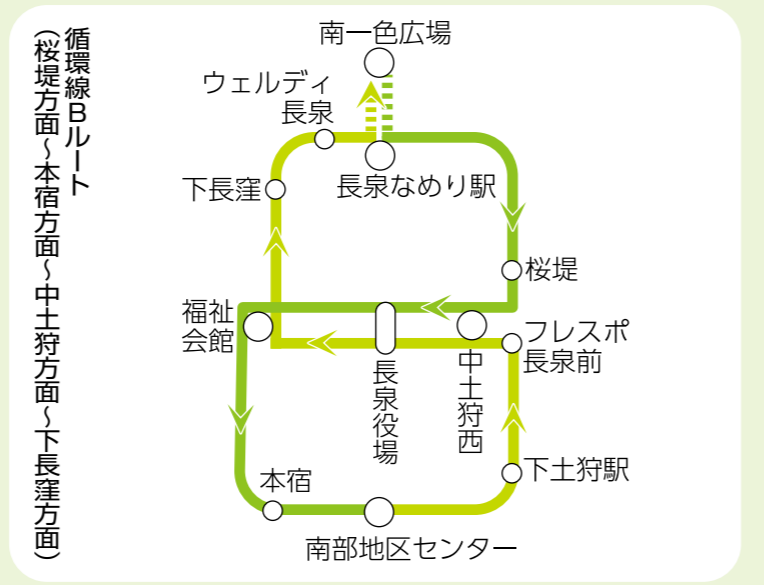 循環線Bルート
（桜堤方面～本宿方面～中土狩方面～下長窪方面）
南一色広場
ウェルディ
長泉
長泉なめり駅
下長窪
桜堤
福祉
会館
フレスポ
長泉前
長泉役場
中土狩西
下土狩駅
本宿
南部地区センター